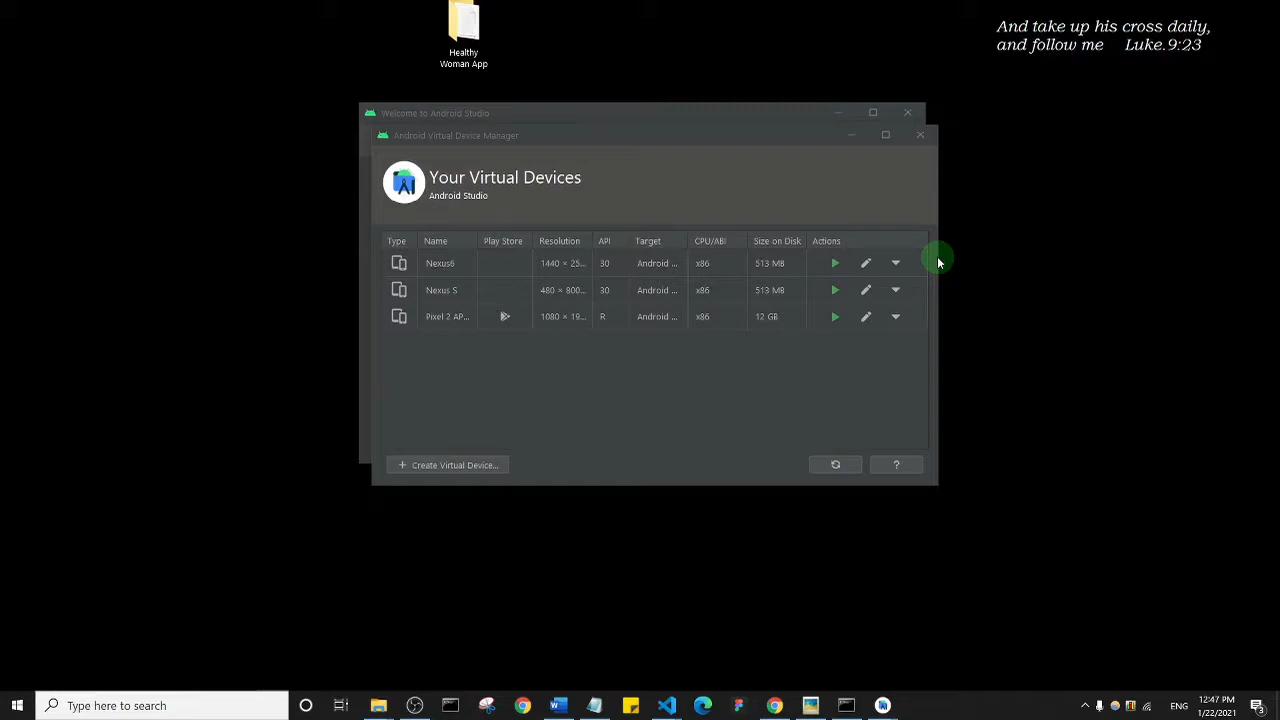 Healthy
Woman App
And take up his cross daily,
and follow me Luke.9:23
Welcome to Android Studio
Android Virtual Device Manager
Your Virtual Devices
Android Studio
Type Name Play Store Resolution API Target CPU/ABI Size on Disk Actions
Nexus6 1440 × 25... 30 Android ... x86 513 MB
Nexus S 480 × 800... 30 Android ... x86 513 MB
Pixel 2 AP... 1080 × 19... R Android ... x86 12 GB
+ Create Virtual Device...
?
Type here to search
ENG
12:47 PM
1/22/2021